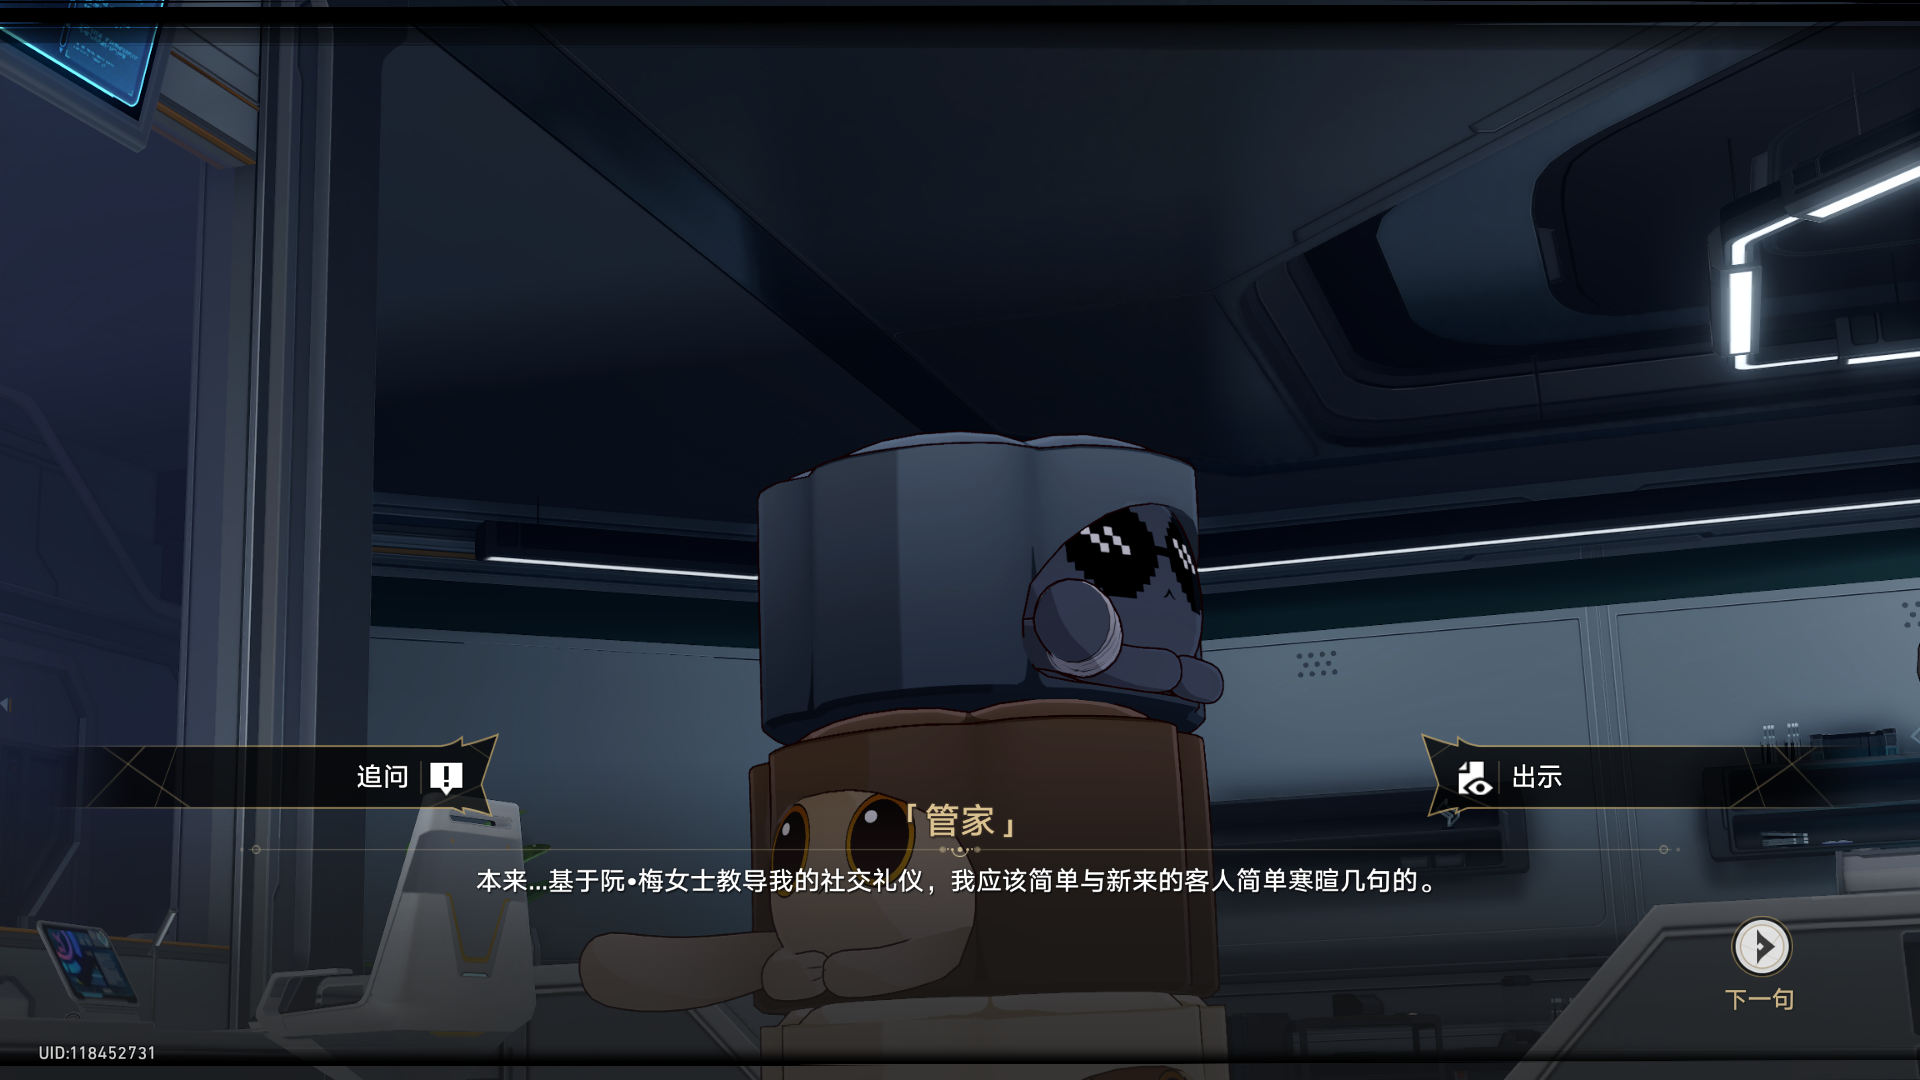 追问
出示
「管家」
本来...基于阮•梅女士教导我的社交礼仪，我应该简单与新来的客人简单寒暄几句的。
下一句
UID:118452731